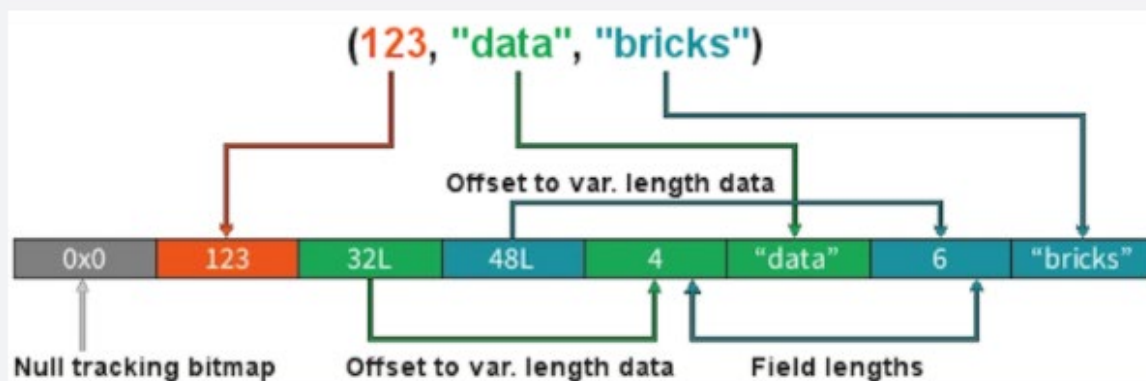 (123, "data", "bricks")
Offset to var. length data
0x0 123 32L 48L 4 “data” 6 “bricks”
Null tracking bitmap Offset to var. length data Field lengths